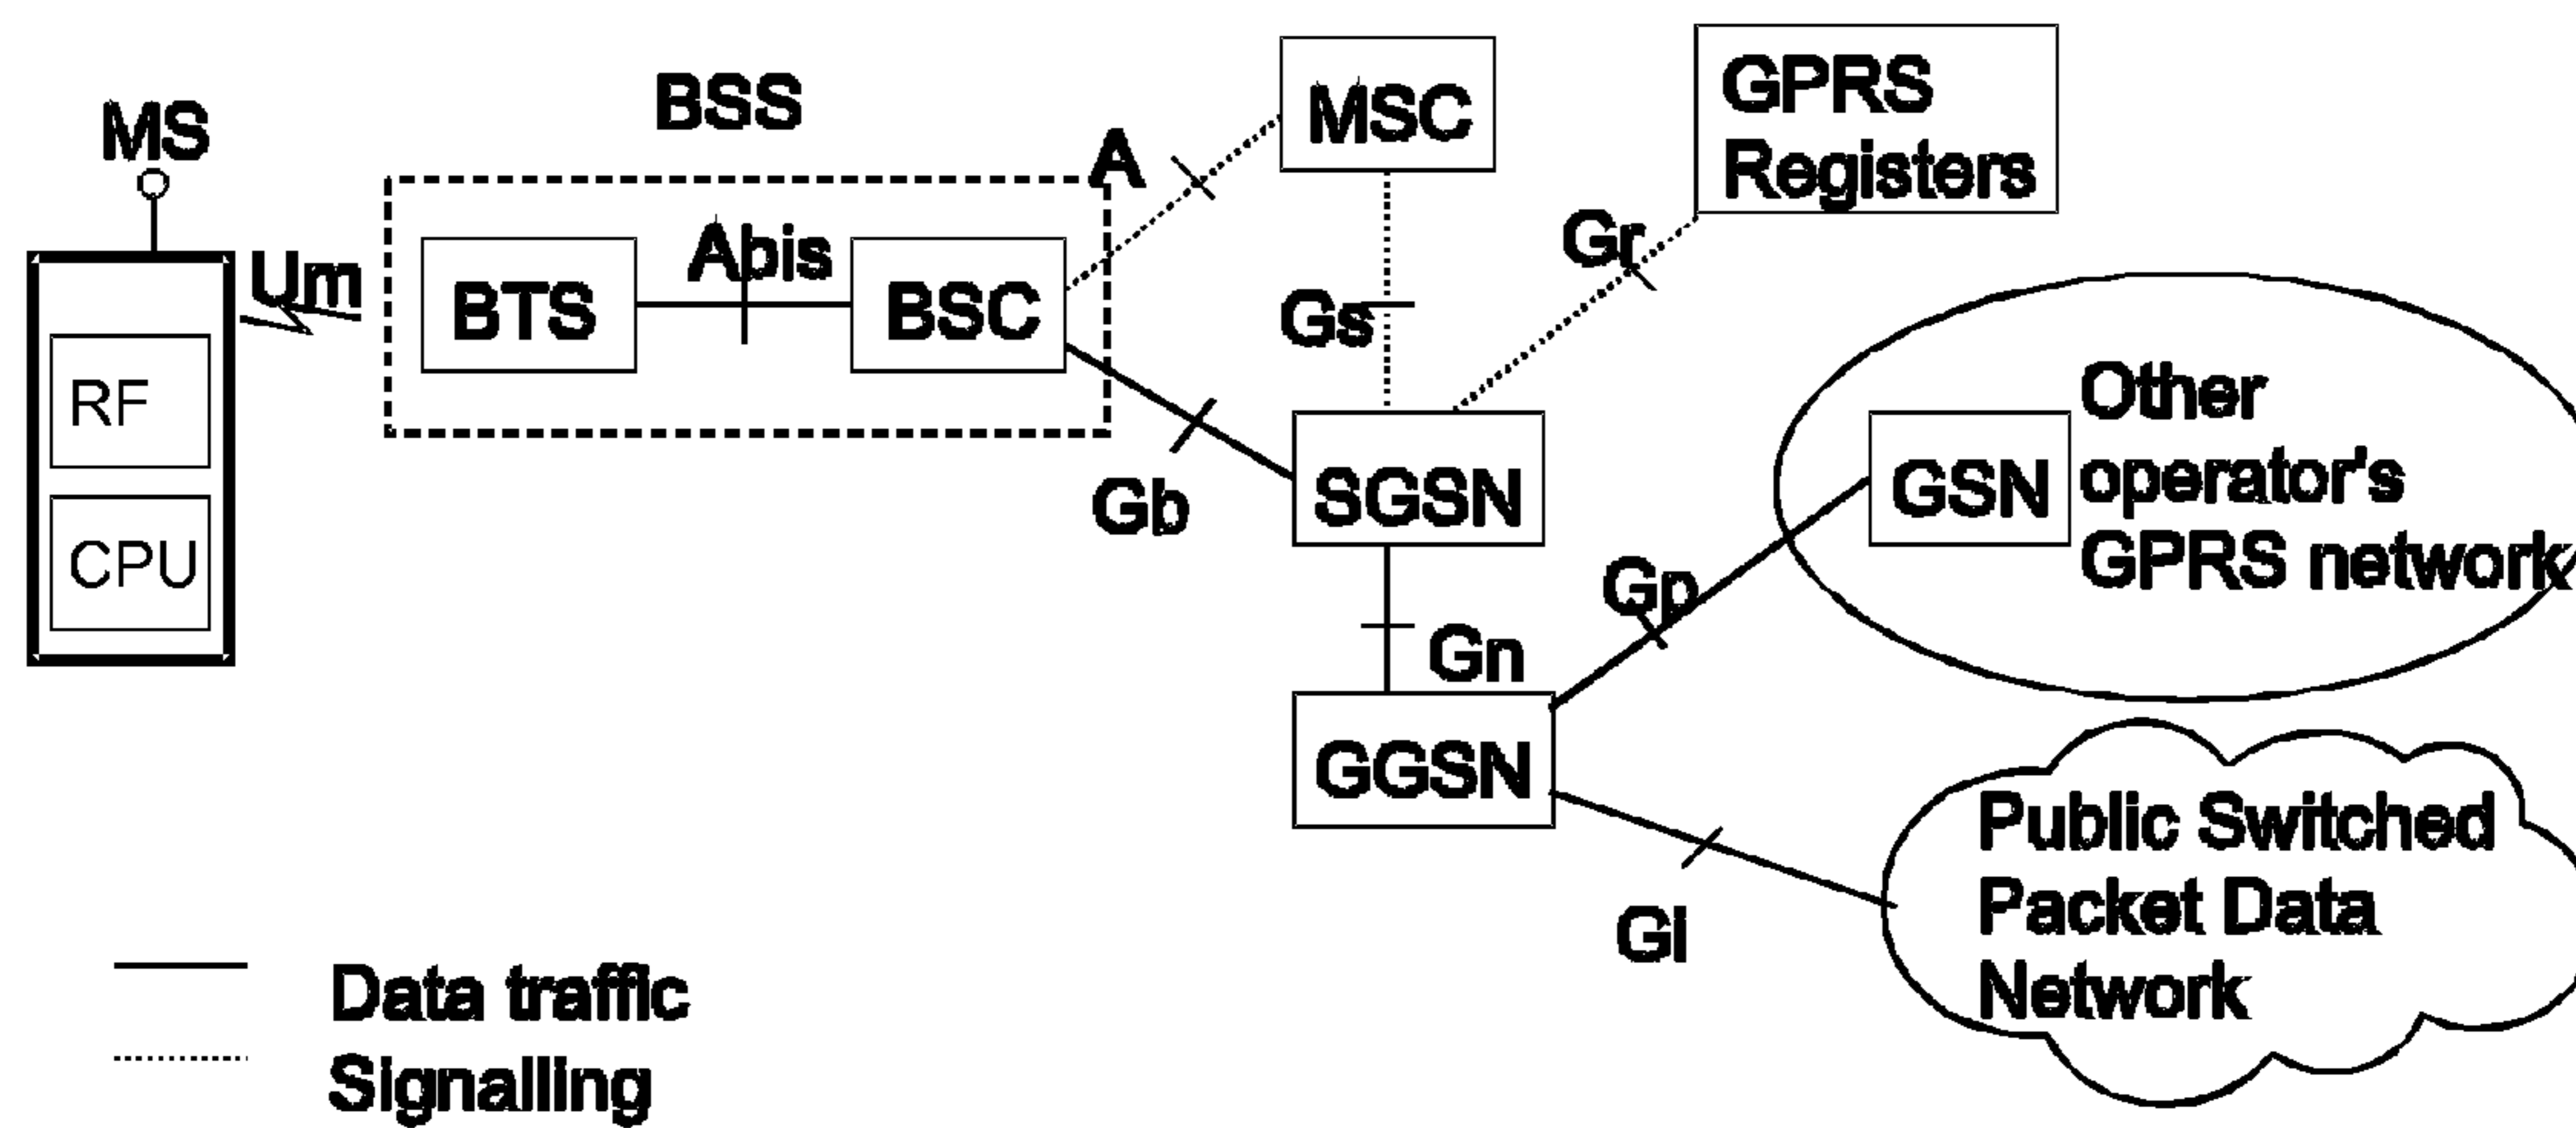 MS
BSS
A
MSC
GPRS
Registers
Um
BTS
Abis
BSC
Gs
Gr
RF
CPU
Gb
SGSN
GSN
Other
operator's
GPRS network
Gp
Gn
GGSN
Gi
Public Switched
Packet Data
Network
Data traffic
Signalling